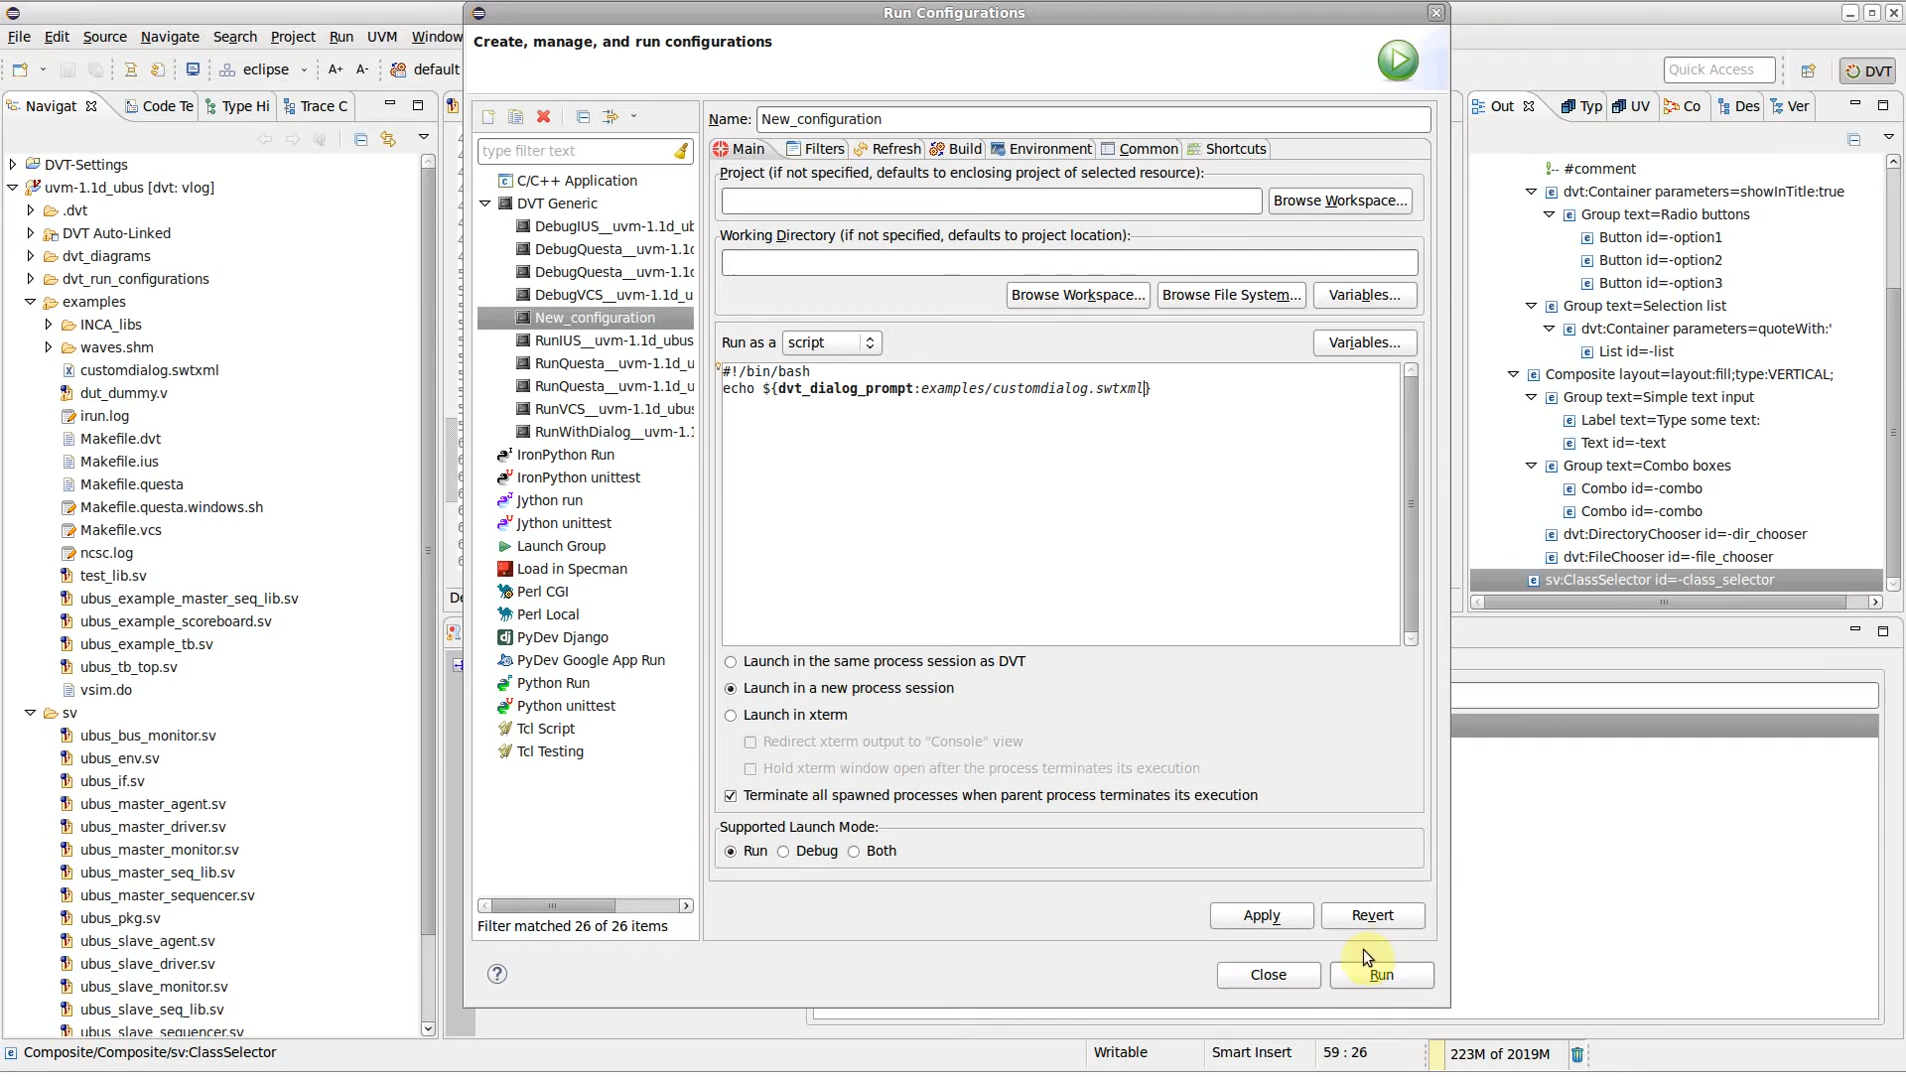 Run Configurations
File Edit Source Navigate Search Project Run UVM Window
Create, manage, and run configurations
eclipse A+ A- default
Quick Access DVT
Navigat Code Te Type Hi Trace C
Out Typ UV Co Des Ver
DVT-Settings
uvm-1.1d_ubus [dvt: vlog]
.dvt
DVT Auto-Linked
dvt_diagrams
dvt_run_configurations
examples
INCA_libs
waves.shm
customdialog.swtxml
dut_dummy.v
irun.log
Makefile.dvt
Makefile.ius
Makefile.questa
Makefile.questa.windows.sh
Makefile.vcs
ncsc.log
test_lib.sv
ubus_example_master_seq_lib.sv
ubus_example_scoreboard.sv
ubus_example_tb.sv
ubus_tb_top.sv
vsim.do
sv
ubus_bus_monitor.sv
ubus_env.sv
ubus_if.sv
ubus_master_agent.sv
ubus_master_driver.sv
ubus_master_monitor.sv
ubus_master_seq_lib.sv
ubus_master_sequencer.sv
ubus_pkg.sv
ubus_slave_agent.sv
ubus_slave_driver.sv
ubus_slave_monitor.sv
ubus_slave_seq_lib.sv
ubus_slave_sequencer.sv
type filter text
C/C++ Application
DVT Generic
DebugIUS__uvm-1.1d_ub
DebugQuesta__uvm-1.1d
DebugQuesta__uvm-1.1d
DebugVCS__uvm-1.1d_u
New_configuration
RunIUS__uvm-1.1d_ubus
RunQuesta__uvm-1.1d_u
RunQuesta__uvm-1.1d_u
RunVCS__uvm-1.1d_ubus
RunWithDialog__uvm-1.1
IronPython Run
IronPython unittest
Jython run
Jython unittest
Launch Group
Load in Specman
Perl CGI
Perl Local
PyDev Django
PyDev Google App Run
Python Run
Python unittest
Tcl Script
Tcl Testing
Filter matched 26 of 26 items
Name: New_configuration
Main Filters Refresh Build Environment Common Shortcuts
Project (if not specified, defaults to enclosing project of selected resource):
Browse Workspace...
Working Directory (if not specified, defaults to project location):
Browse Workspace... Browse File System... Variables...
Run as a script Variables...
#!/bin/bash
echo ${dvt_dialog_prompt:examples/customdialog.swtxml}
Launch in the same process session as DVT
Launch in a new process session
Launch in xterm
Redirect xterm output to "Console" view
Hold xterm window open after the process terminates its execution
Terminate all spawned processes when parent process terminates its execution
Supported Launch Mode:
Run Debug Both
Apply Revert
Close Run
#comment
dvt:Container parameters=showInTitle:true
Group text=Radio buttons
Button id=-option1
Button id=-option2
Button id=-option3
Group text=Selection list
dvt:Container parameters=quoteWith:'
List id=-list
Composite layout=layout:fill;type:VERTICAL;
Group text=Simple text input
Label text=Type some text:
Text id=-text
Group text=Combo boxes
Combo id=-combo
Combo id=-combo
dvt:DirectoryChooser id=-dir_chooser
dvt:FileChooser id=-file_chooser
sv:ClassSelector id=-class_selector
De
Composite/Composite/sv:ClassSelector Writable Smart Insert 59 : 26 223M of 2019M